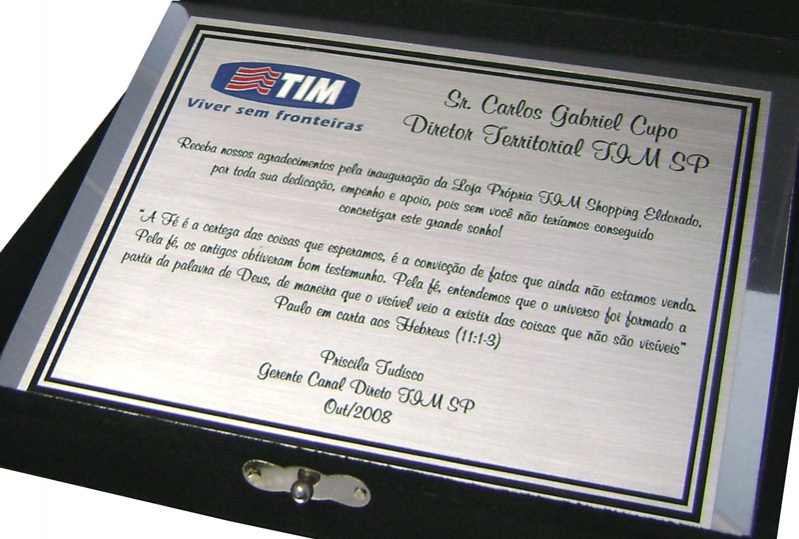 TIM
Viver sem fronteiras
Sr. Carlos Gabriel Cupo
Diretor Territorial TIM SP
Receba nossos agradecimentos pela inauguração da Loja Própria TIM Shopping Eldorado,
por toda sua dedicação, empenho e apoio, pois sem você não teríamos conseguido
concretizar este grande sonho!
"A Fé é a certeza das coisas que esperamos, é a convicção de fatos que ainda não estamos vendo.
Pela fé, os antigos obtiveram bom testemunho. Pela fé, entendemos que o universo foi formado a
partir da palavra de Deus, de maneira que o visível veio a existir das coisas que não são visíveis"
Paulo em carta aos Hebreus (11:1-3)
Priscila Tudisco
Gerente Canal Direto TIM SP
Out/2008